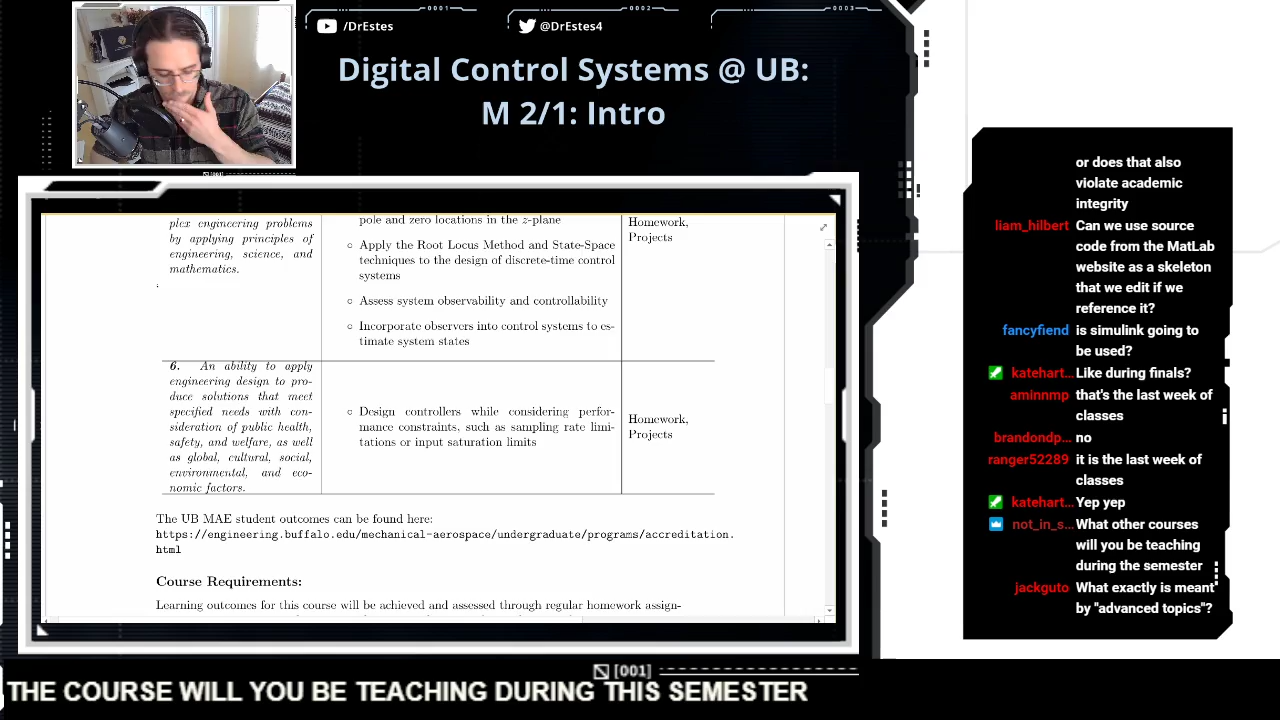 0001
0002
0003
/DrEstes
@DrEstes4
Digital Control Systems @ UB:
M 2/1: Intro
[001]
plex engineering problems
by applying principles of
engineering, science, and
mathematics.
pole and zero locations in the z-plane
Apply the Root Locus Method and State-Space
techniques to the design of discrete-time control
systems
Assess system observability and controllability
Incorporate observers into control systems to es-
timate system states
Homework,
Projects
6. An ability to apply
engineering design to pro-
duce solutions that meet
specified needs with con-
sideration of public health,
safety, and welfare, as well
as global, cultural, social,
environmental, and eco-
nomic factors.
Design controllers while considering perfor-
mance constraints, such as sampling rate limi-
tations or input saturation limits
Homework,
Projects
The UB MAE student outcomes can be found here:
https://engineering.buffalo.edu/mechanical-aerospace/undergraduate/programs/accreditation.
html
Course Requirements:
Learning outcomes for this course will be achieved and assessed through regular homework assign-
or does that also
violate academic
integrity
liam_hilbert Can we use source
code from the MatLab
website as a skeleton
that we edit if we
reference it?
fancyfiend is simulink going to
be used?
katehart... Like during finals?
aminnmp that's the last week of
classes
brandondp... no
ranger52289 it is the last week of
classes
katehart... Yep yep
not_in_s... What other courses
will you be teaching
during the semester
jackguto What exactly is meant
by "advanced topics"?
[001]
THE COURSE WILL YOU BE TEACHING DURING THIS SEMESTER